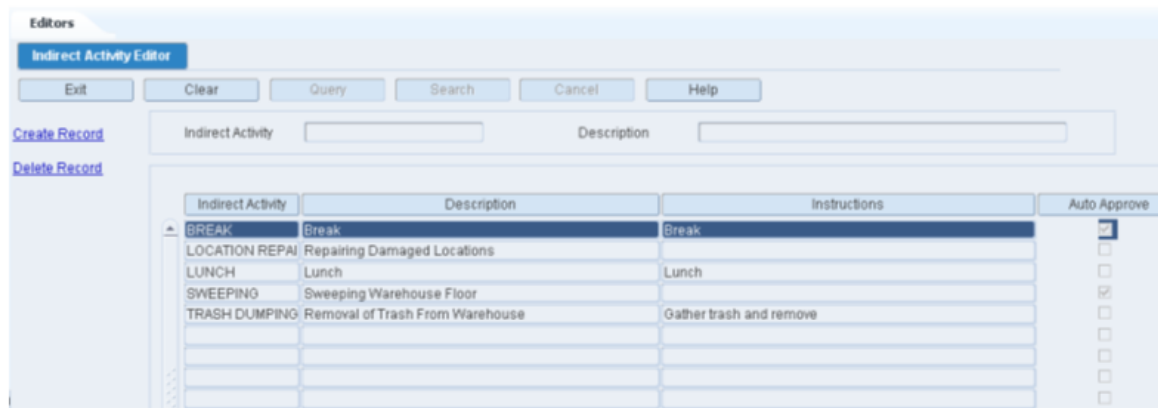 Editors
Indirect Activity Editor
Exit Clear Query Search Cancel Help
Create Record Indirect Activity Description
Delete Record
Indirect Activity Description Instructions Auto Approve
BREAK Break Break
LOCATION REPAI Repairing Damaged Locations
LUNCH Lunch Lunch
SWEEPING Sweeping Warehouse Floor
TRASH DUMPING Removal of Trash From Warehouse Gather trash and remove